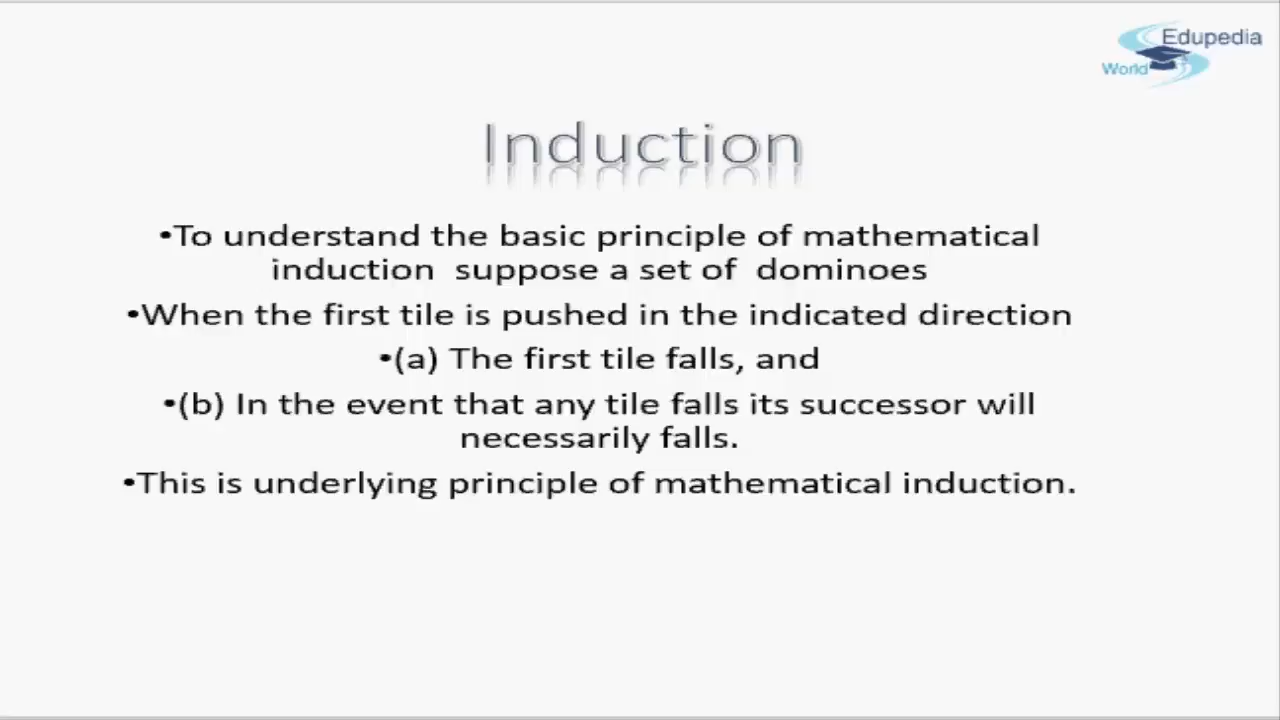 Edupedia
World
Induction
•To understand the basic principle of mathematical
induction suppose a set of dominoes
•When the first tile is pushed in the indicated direction
•(a) The first tile falls, and
•(b) In the event that any tile falls its successor will
necessarily falls.
•This is underlying principle of mathematical induction.